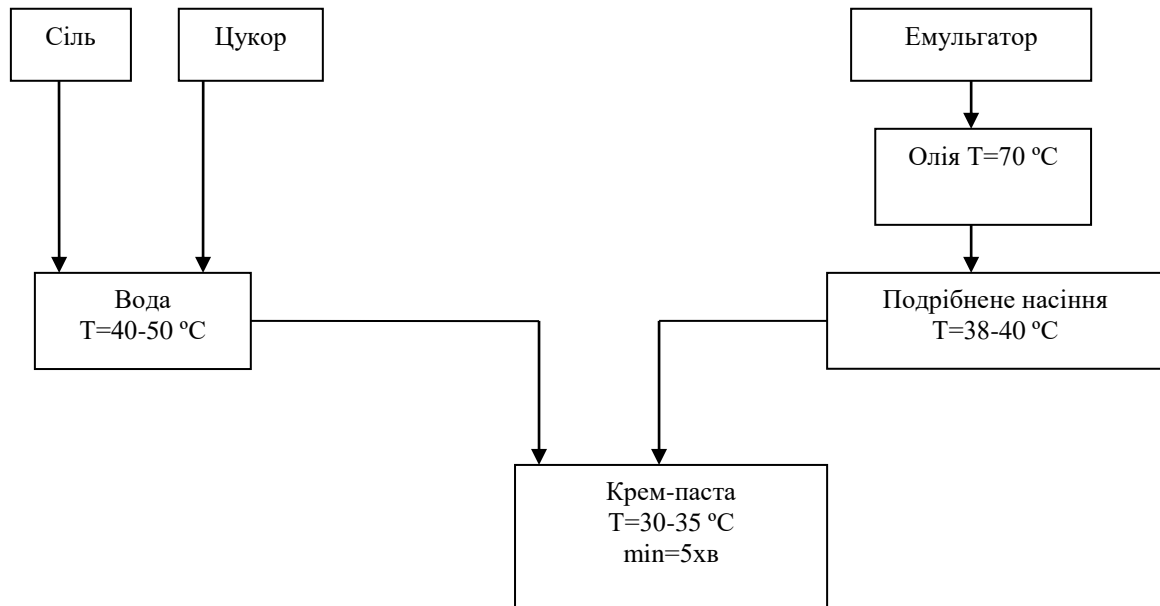 Сіль
Цукор
Емульгатор
Олія Т=70 ºС
Вода
Т=40-50 ºС
Подрібнене насіння
Т=38-40 ºС
Крем-паста
Т=30-35 ºС
min=5хв